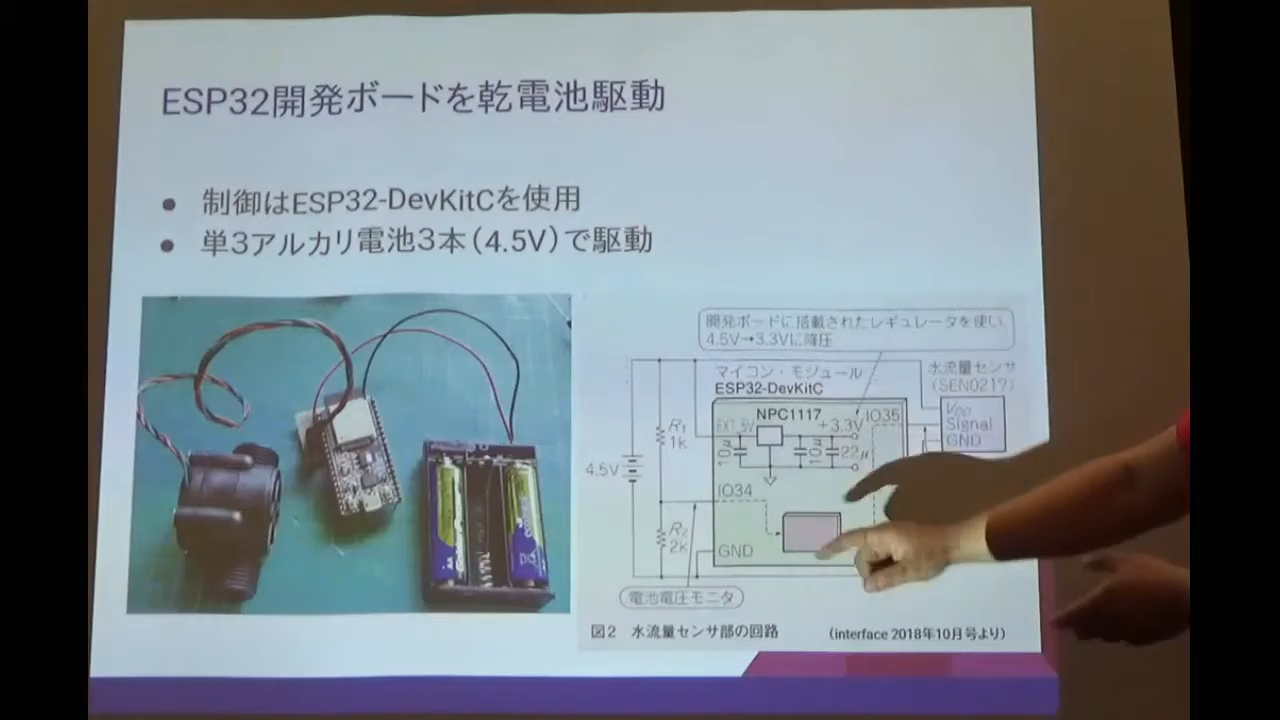 ESP32開発ボードを乾電池駆動
● 制御はESP32-DevKitCを使用
● 単3アルカリ電池3本（4.5V）で駆動
開発ボードに搭載されたレギュレータを使い,
4.5V→3.3Vに降圧
マイコン・モジュール
ESP32-DevKitC
水流量センサ
（SEN0217）
NPC1117
EXT_5V
+3.3V
IO35
VDD
Signal
GND
R1
1k
10μ
10μ
22μ
4.5V
IO34
R2
2k
GND
電池電圧モニタ
図2 水流量センサ部の回路
（interface 2018年10月号より）